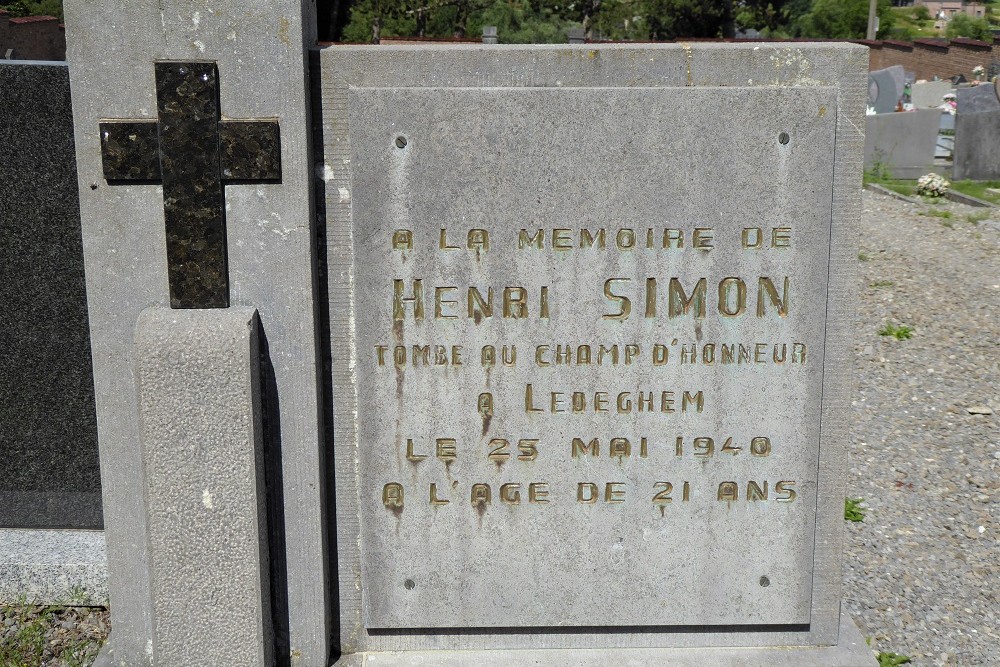 A LA MEMOIRE DE
HENRI SIMON
TOMBE AU CHAMP D'HONNEUR
A LEDEGHEM
LE 25 MAI 1940
A L'AGE DE 21 ANS